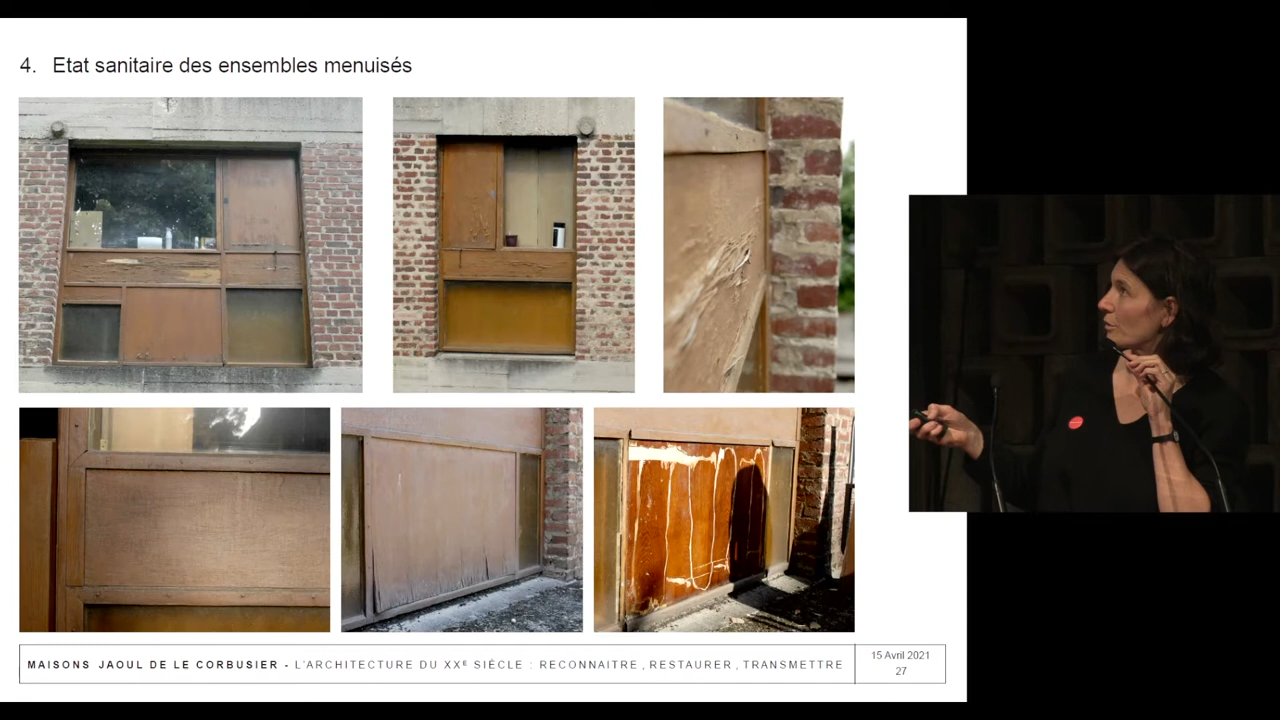 4. Etat sanitaire des ensembles menuisés
MAISONS JAOUL DE LE CORBUSIER - L'ARCHITECTURE DU XXᴱ SIÈCLE : RECONNAITRE , RESTAURER , TRANSMETTRE
15 Avril 2021
27